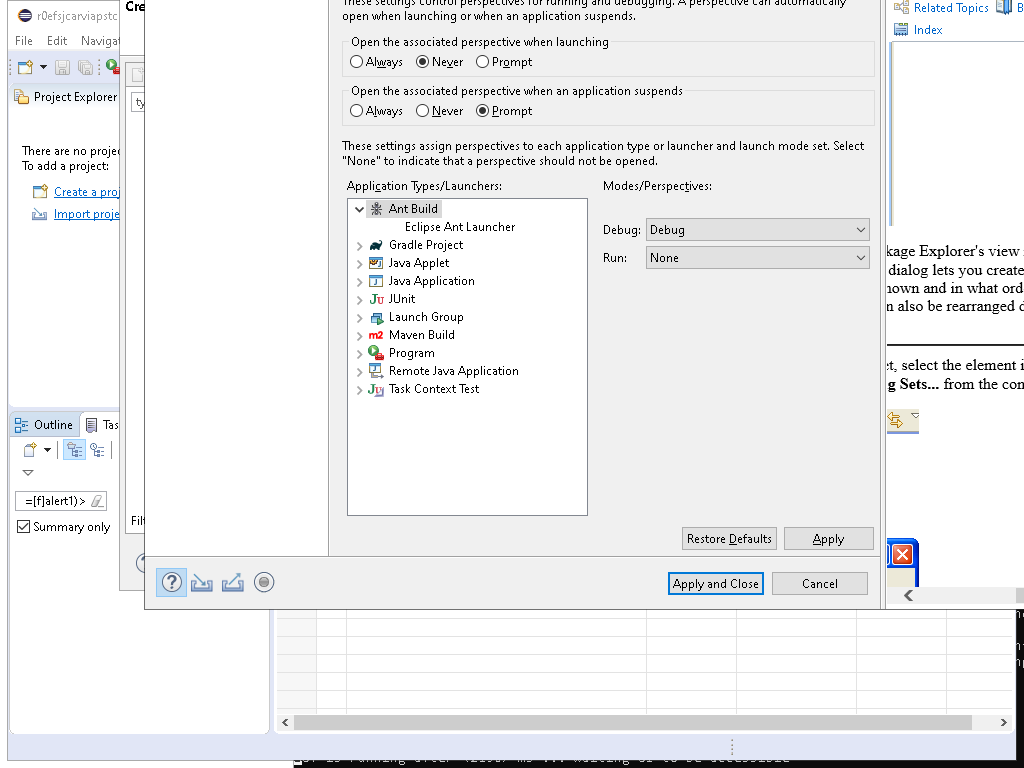 r0efsjcarviapstc
Cre
These settings control perspectives for running and debugging. A perspective can automatically
open when launching or when an application suspends.
Related Topics
B
Index
File Edit Naviga
Open the associated perspective when launching
Always Never Prompt
Project Explorer
ty
Open the associated perspective when an application suspends
Always Never Prompt
There are no proje
To add a project:
Create a proj
Import proje
These settings assign perspectives to each application type or launcher and launch mode set. Select
"None" to indicate that a perspective should not be opened.
Application Types/Launchers:
Modes/Perspectives:
Ant Build
Eclipse Ant Launcher
Gradle Project
Java Applet
Java Application
JUnit
Launch Group
Maven Build
Program
Remote Java Application
Task Context Test
Debug: Debug
Run: None
kage Explorer's view
dialog lets you create
nown and in what ord
n also be rearranged d
et, select the element i
g Sets... from the con
Outline Tas
=[f]alert1)>
Summary only
Filt
Restore Defaults Apply
Apply and Close Cancel